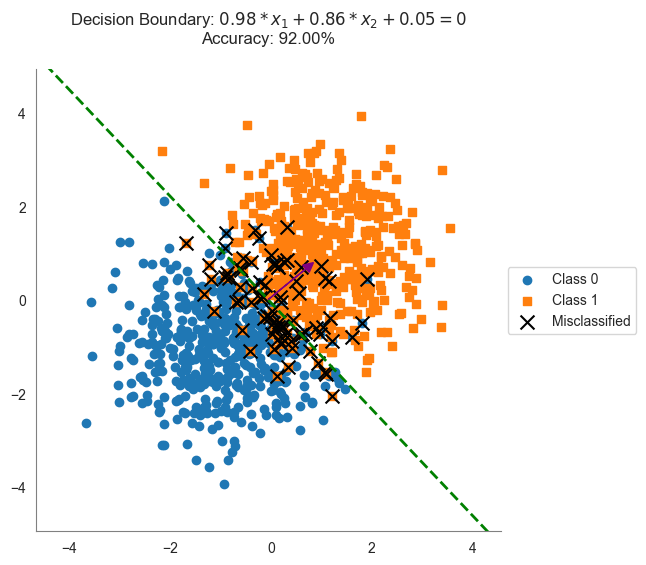 Decision Boundary: 0.98 * x₁ + 0.86 * x₂ + 0.05 = 0
Accuracy: 92.00%
4
2
0
−2
−4
−4
−2
0
2
4
Class 0
Class 1
Misclassified